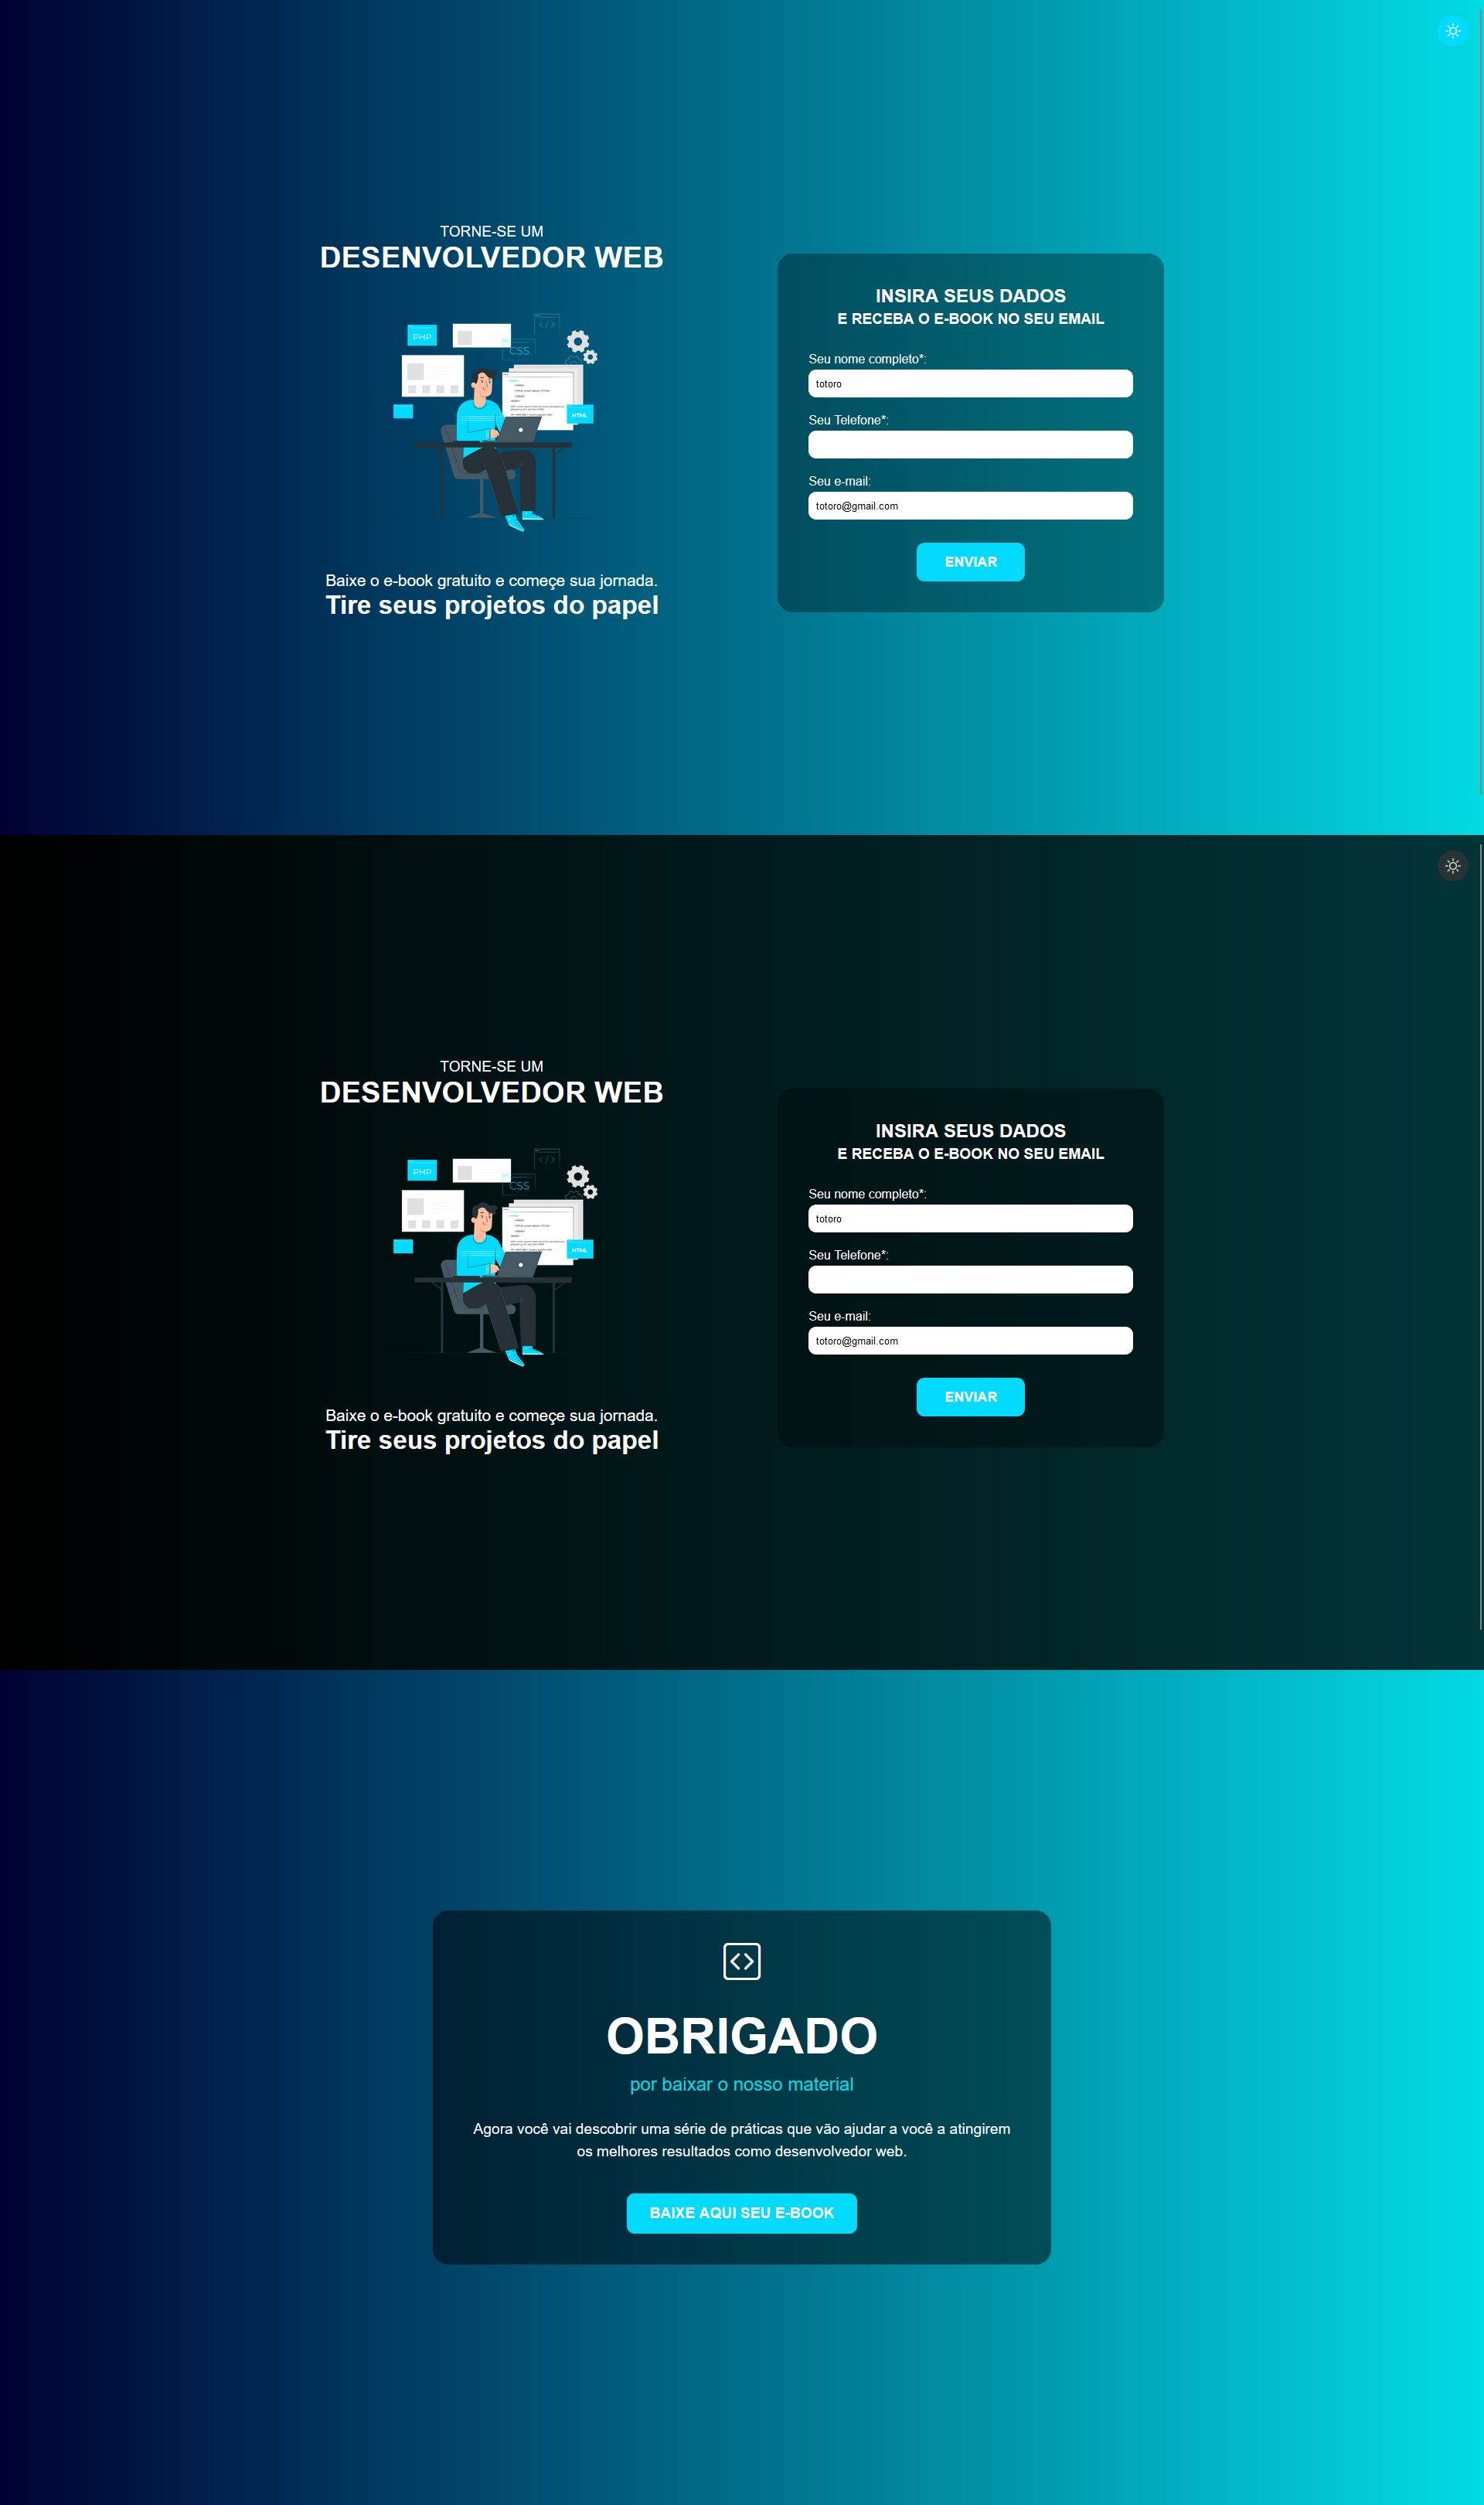 TORNE-SE UM
DESENVOLVEDOR WEB
PHP
</>
CSS
HTML
Baixe o e-book gratuito e começe sua jornada.
Tire seus projetos do papel
INSIRA SEUS DADOS
E RECEBA O E-BOOK NO SEU EMAIL
Seu nome completo*:
totoro
Seu Telefone*:
Seu e-mail:
totoro@gmail.com
ENVIAR
TORNE-SE UM
DESENVOLVEDOR WEB
PHP
</>
CSS
HTML
Baixe o e-book gratuito e começe sua jornada.
Tire seus projetos do papel
INSIRA SEUS DADOS
E RECEBA O E-BOOK NO SEU EMAIL
Seu nome completo*:
totoro
Seu Telefone*:
Seu e-mail:
totoro@gmail.com
ENVIAR
OBRIGADO
por baixar o nosso material
Agora você vai descobrir uma série de práticas que vão ajudar a você a atingirem
os melhores resultados como desenvolvedor web.
BAIXE AQUI SEU E-BOOK